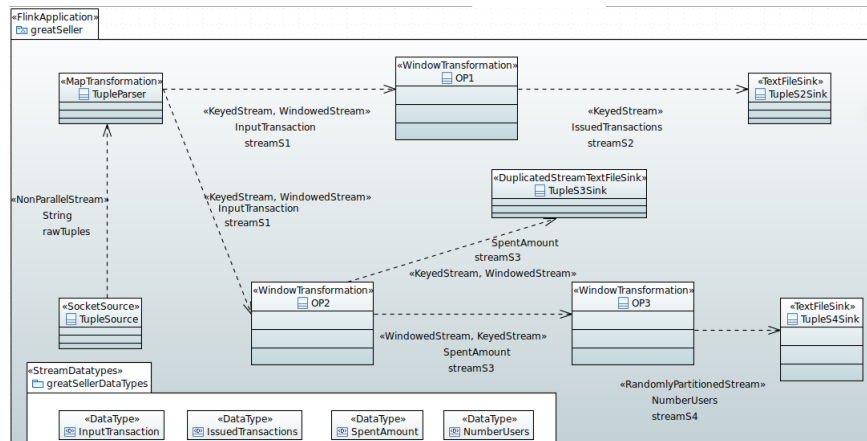 «FlinkApplication»
greatSeller
«MapTransformation»
TupleParser
«WindowTransformation»
OP1
«TextFileSink»
TupleS2Sink
«KeyedStream, WindowedStream»
InputTransaction
streamS1
«KeyedStream»
IssuedTransactions
streamS2
«DuplicatedStreamTextFileSink»
TupleS3Sink
«NonParallelStream»
String
rawTuples
«KeyedStream, WindowedStream»
InputTransaction
streamS1
SpentAmount
streamS3
«KeyedStream, WindowedStream»
«SocketSource»
TupleSource
«WindowTransformation»
OP2
«WindowTransformation»
OP3
«TextFileSink»
TupleS4Sink
«WindowedStream, KeyedStream»
SpentAmount
streamS3
«RandomlyPartitionedStream»
NumberUsers
streamS4
«StreamDatatypes»
greatSellerDataTypes
«DataType»
InputTransaction
«DataType»
IssuedTransactions
«DataType»
SpentAmount
«DataType»
NumberUsers